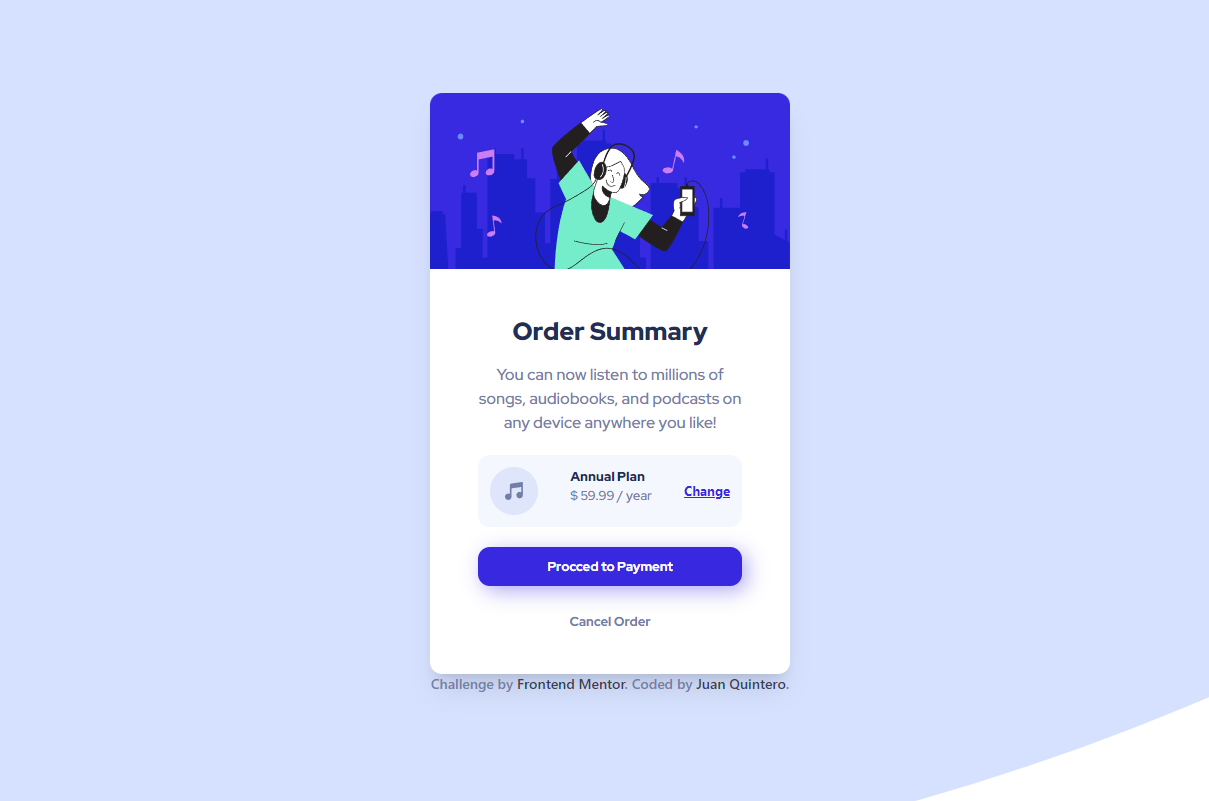 Order Summary
You can now listen to millions of
songs, audiobooks, and podcasts on
any device anywhere you like!
Annual Plan
$ 59.99 / year
Change
Procced to Payment
Cancel Order
Challenge by Frontend Mentor. Coded by Juan Quintero.